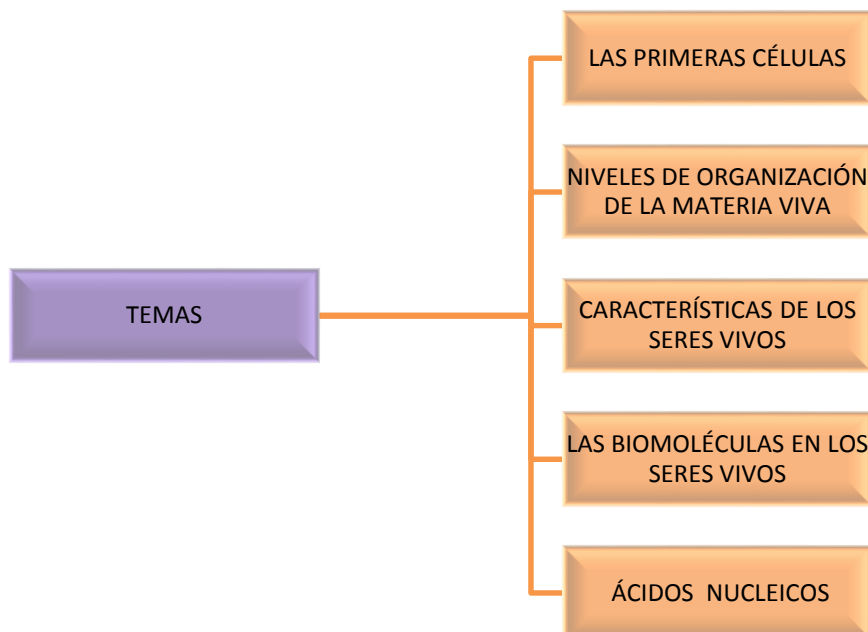 LAS PRIMERAS CÉLULAS
NIVELES DE ORGANIZACIÓN
DE LA MATERIA VIVA
TEMAS
CARACTERÍSTICAS DE LOS
SERES VIVOS
LAS BIOMOLÉCULAS EN LOS
SERES VIVOS
ÁCIDOS NUCLEICOS